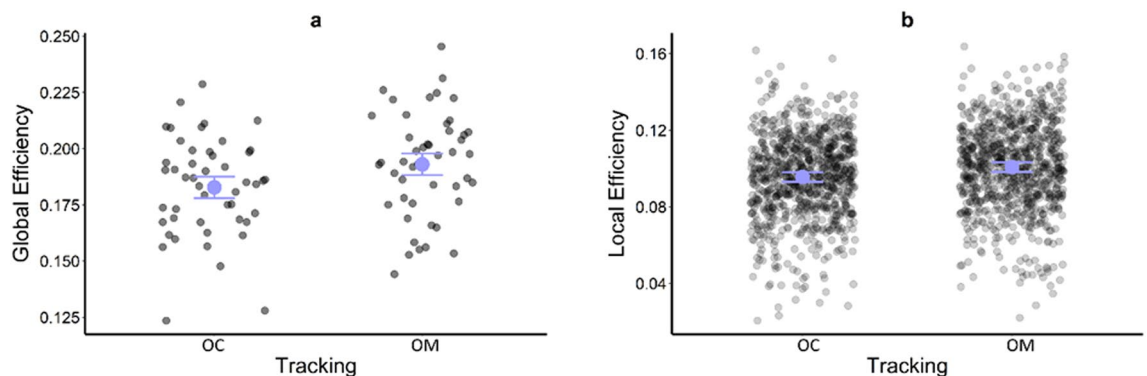 a
0.250
0.225
0.200
0.175
0.150
0.125
Global Efficiency
OC
OM
Tracking
b
0.16
0.12
0.08
0.04
Local Efficiency
OC
OM
Tracking